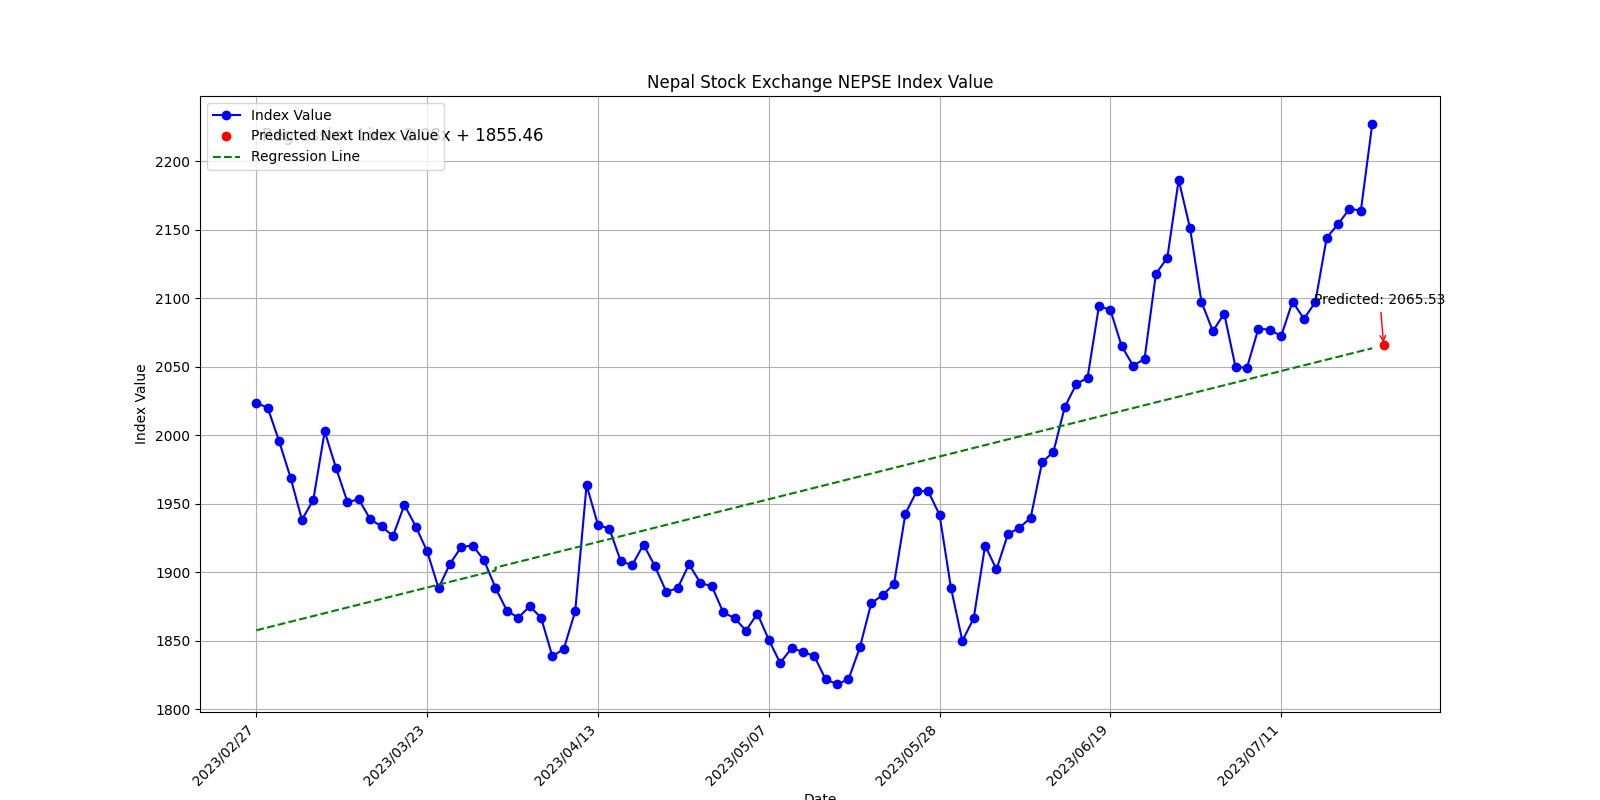 Nepal Stock Exchange NEPSE Index Value
Index Value
Predicted Next Index Value
x + 1855.46
Regression Line
Predicted: 2065.53
Index Value
2200
2150
2100
2050
2000
1950
1900
1850
1800
2023/02/27
2023/03/23
2023/04/13
2023/05/07
2023/05/28
2023/06/19
2023/07/11
Date